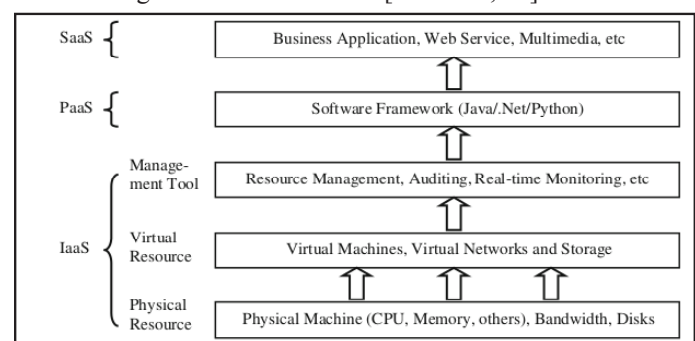 SaaS
Business Application, Web Service, Multimedia, etc
PaaS
Software Framework (Java/.Net/Python)
Manage-
ment Tool
Resource Management, Auditing, Real-time Monitoring, etc
IaaS
Virtual
Resource
Virtual Machines, Virtual Networks and Storage
Physical
Resource
Physical Machine (CPU, Memory, others), Bandwidth, Disks